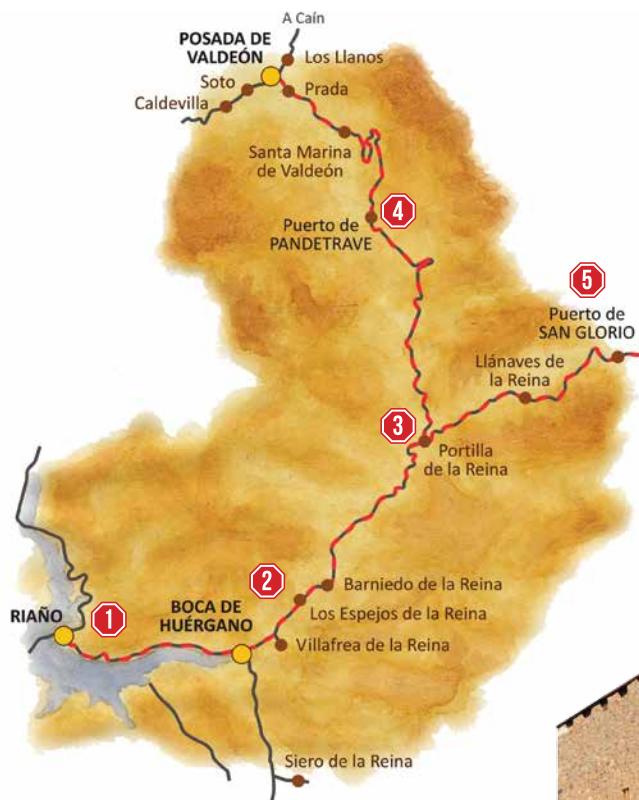 A Caín
POSADA DE
VALDEÓN
Los Llanos
Soto
Prada
Caldevilla
Santa Marina
de Valdeón
4
Puerto de
PANDETRAVE
5
Puerto de
SAN GLORIO
Llánaves de
la Reina
3
Portilla
de la Reina
2
Barniedo de la Reina
BOCA DE
HUÉRGANO
Los Espejos de la Reina
RIAÑO
1
Villafrea de la Reina
Siero de la Reina